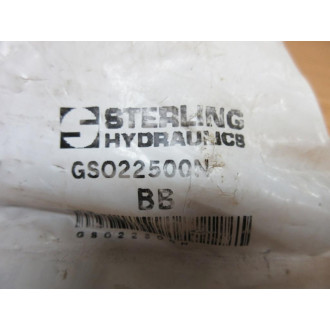 STERLING
HYDRAULICS
GS022500N
BB